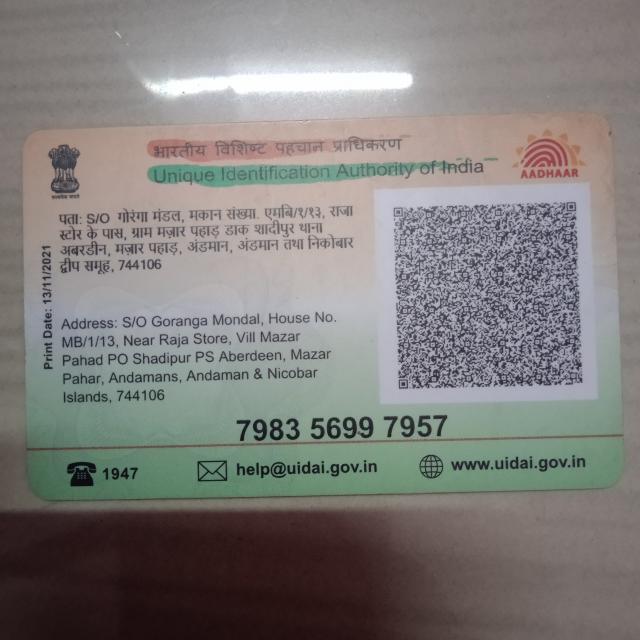 भारतीय विशिष्ट पहचान प्राधिकरण
Unique Identification Authority of India
AADHAAR
पता: S/O गोरंगा मंडल, मकान संख्या. एमबि/१/१३, राजा
स्टोर के पास, ग्राम मज़ार पहाड़ डाक शादीपुर थाना
अबरडीन, मज़ार पहाड़, अंडमान, अंडमान तथा निकोबार
द्वीप समूह, 744106
Print Date: 13/11/2021
Address: S/O Goranga Mondal, House No.
MB/1/13, Near Raja Store, Vill Mazar
Pahad PO Shadipur PS Aberdeen, Mazar
Pahar, Andamans, Andaman & Nicobar
Islands, 744106
7983 5699 7957
1947
help@uidai.gov.in
www.uidai.gov.in